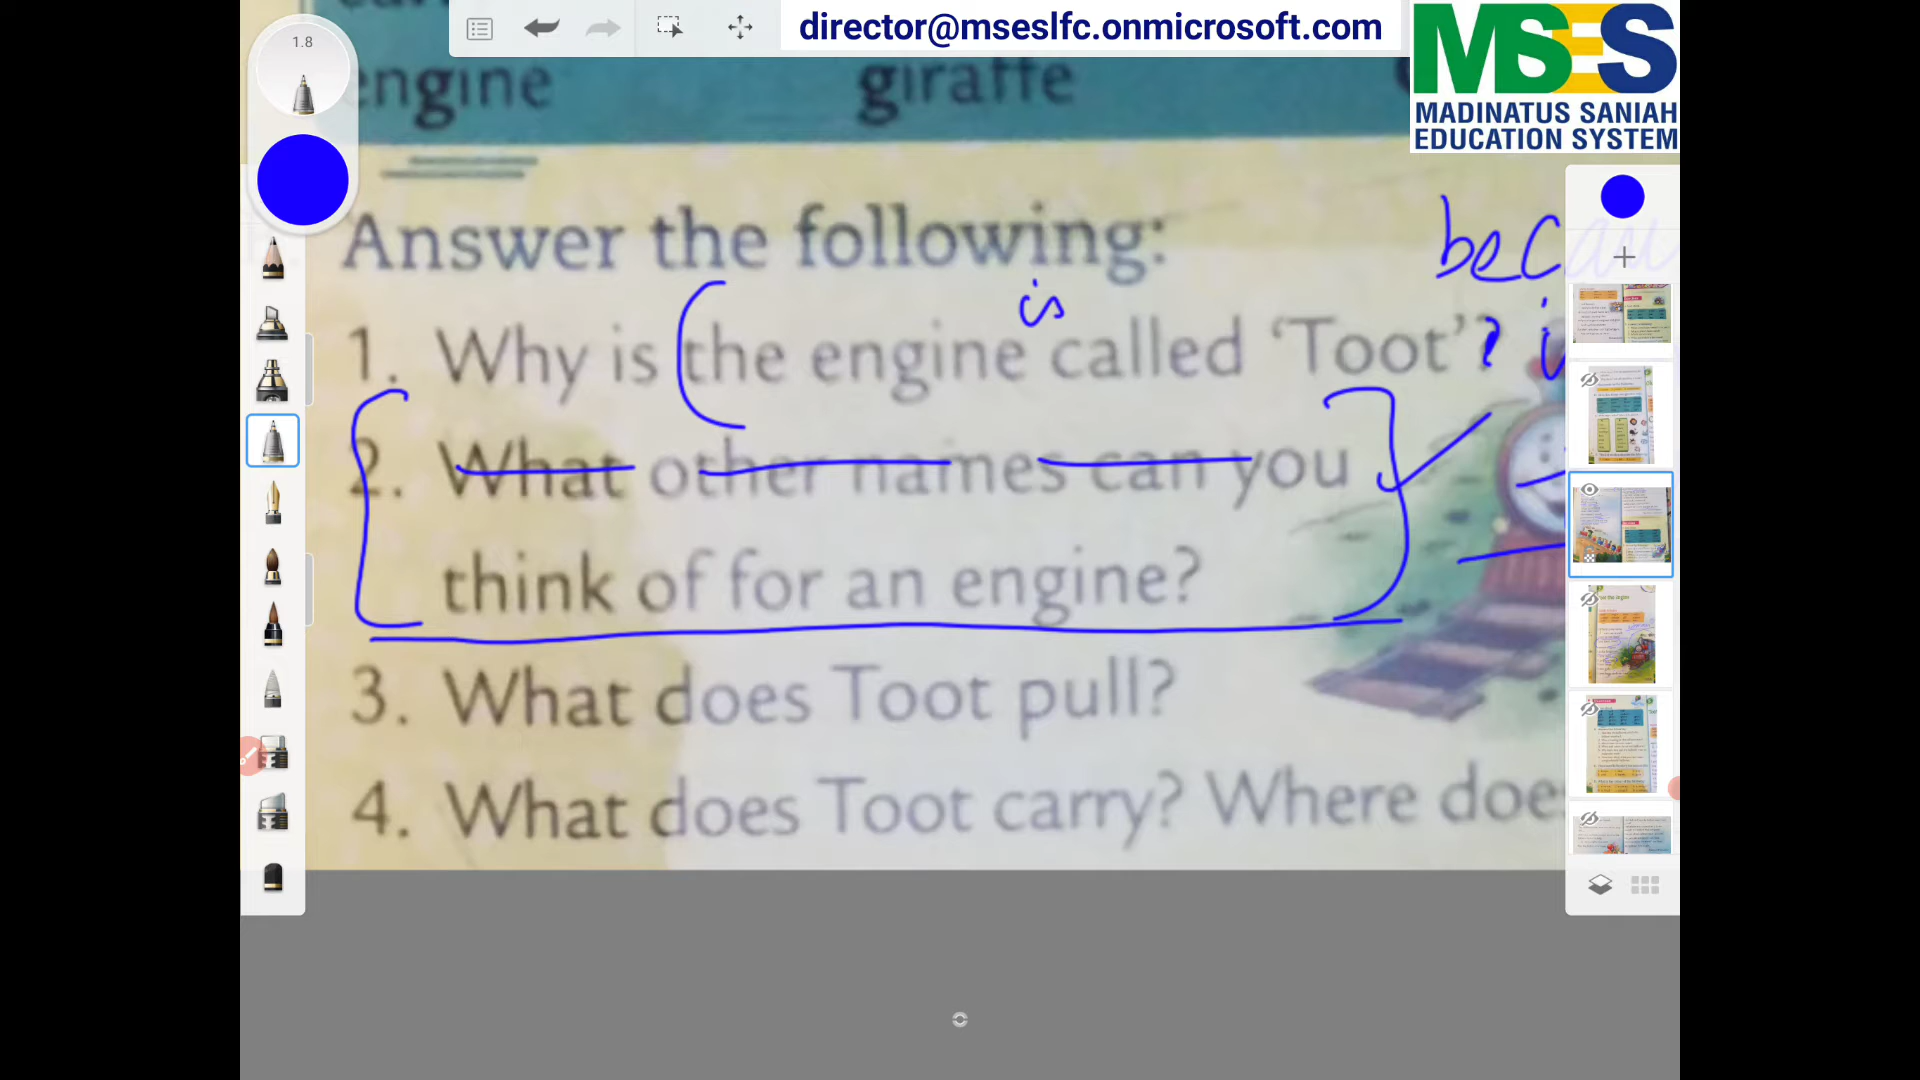 1.8
director@mseslfc.onmicrosoft.com
MSES
MADINATUS SANIAH
EDUCATION SYSTEM
engine giraffe
Answer the following:
is
1. Why is the engine called 'Toot'?
2. What other names can you
think of for an engine?
3. What does Toot pull?
4. What does Toot carry? Where does